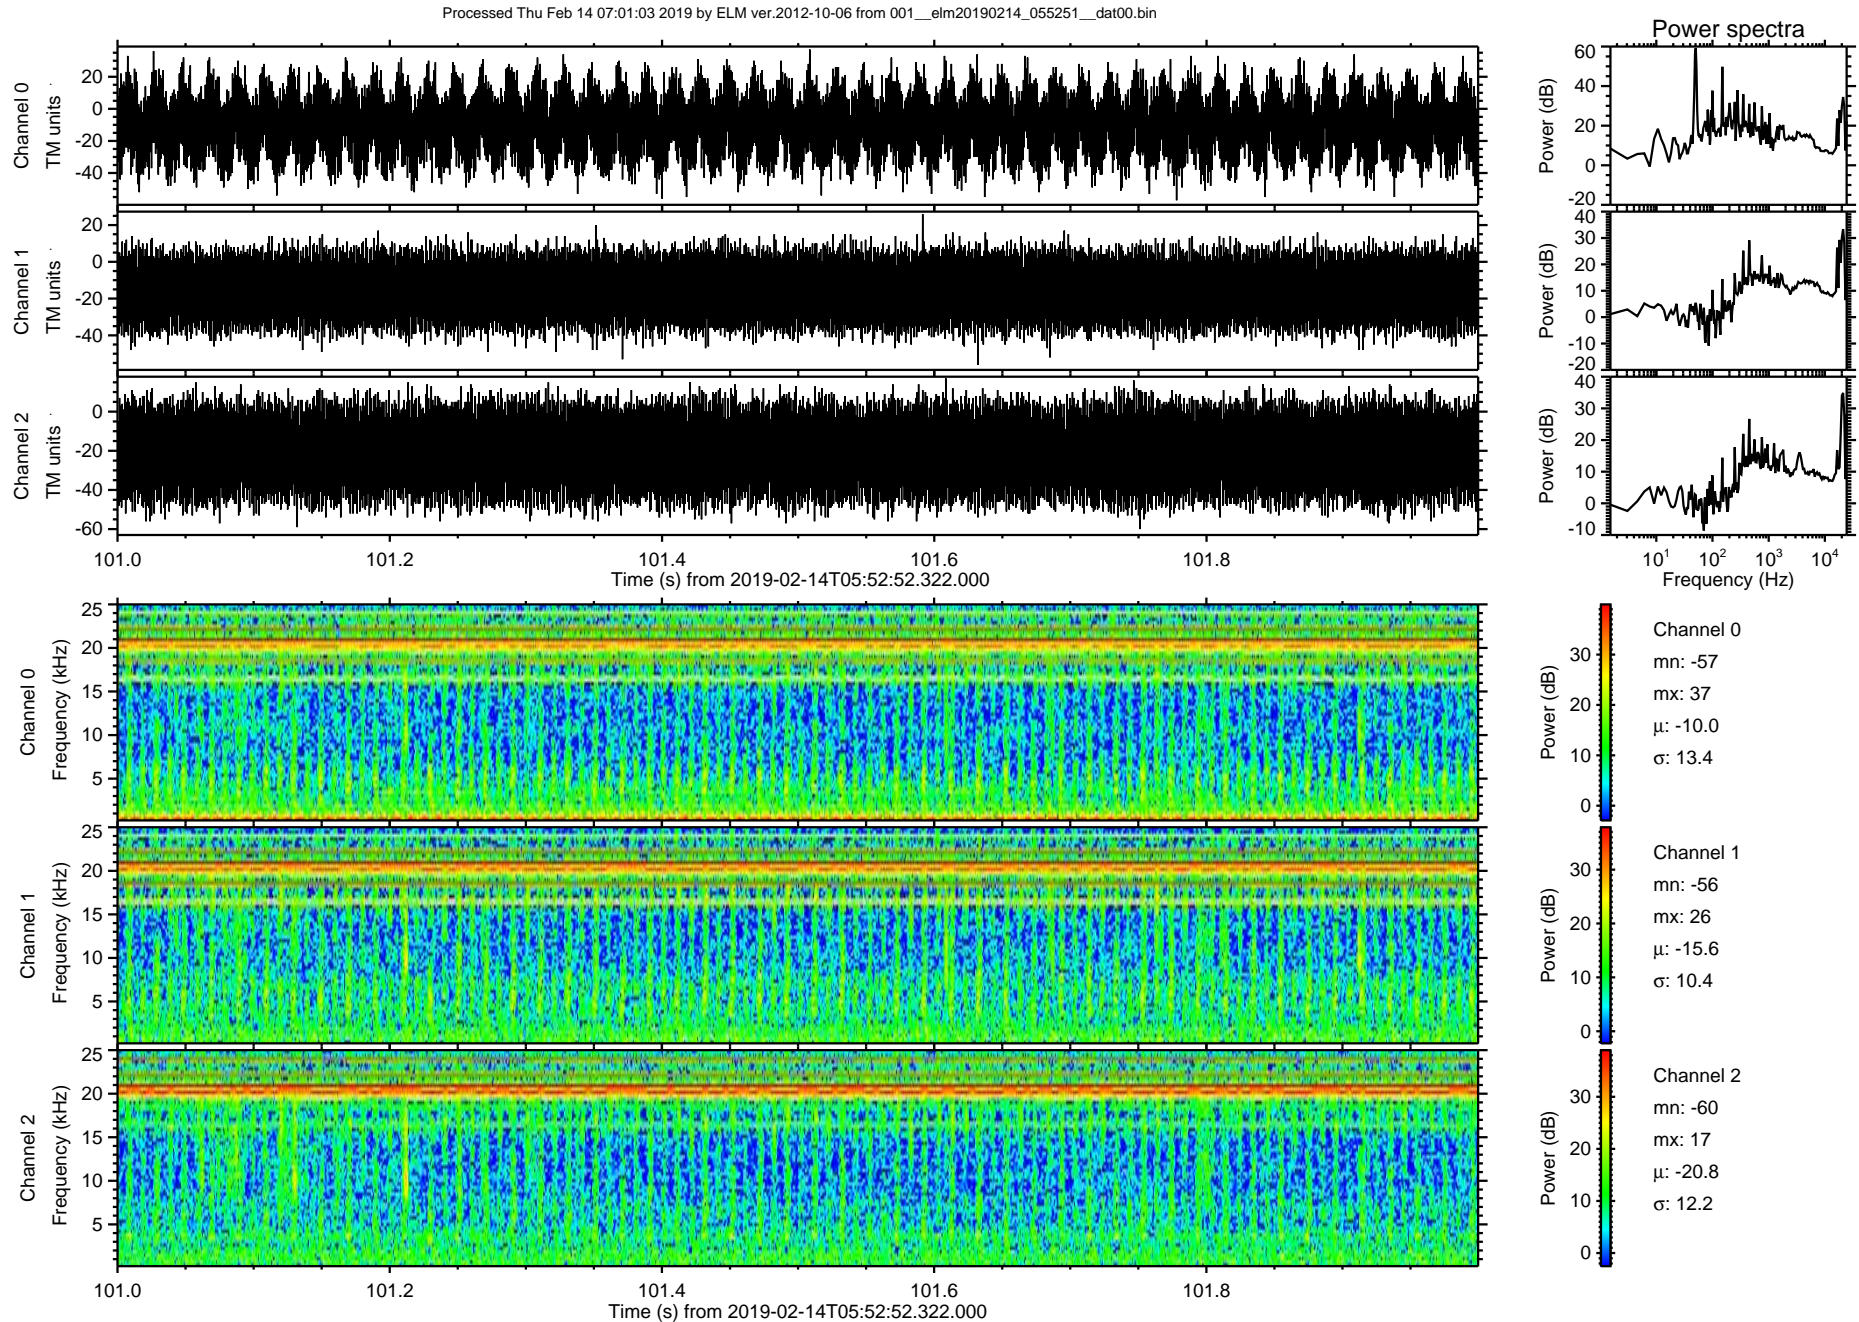 Processed Thu Feb 14 07:01:03 2019 by ELM ver.2012-10-06 from 001__elm20190214_055251__dat00.bin
Power spectra
Channel 0
TM units
20
0
-20
-40
Power (dB)
60
40
20
0
-20
Channel 1
TM units
20
0
-20
-40
Power (dB)
40
30
20
10
0
-10
-20
Channel 2
TM units
0
-20
-40
-60
Power (dB)
40
30
20
10
0
-10
101.0 101.2 101.4 101.6 101.8
Time (s) from 2019-02-14T05:52:52.322.000
10¹ 10² 10³ 10⁴
Frequency (Hz)
Channel 0
Frequency (kHz)
25
20
15
10
5
Power (dB)
30
20
10
0
Channel 0
mn: -57
mx: 37
µ: -10.0
σ: 13.4
Channel 1
Frequency (kHz)
25
20
15
10
5
Power (dB)
30
20
10
0
Channel 1
mn: -56
mx: 26
µ: -15.6
σ: 10.4
Channel 2
Frequency (kHz)
25
20
15
10
5
Power (dB)
30
20
10
0
Channel 2
mn: -60
mx: 17
µ: -20.8
σ: 12.2
101.0 101.2 101.4 101.6 101.8
Time (s) from 2019-02-14T05:52:52.322.000